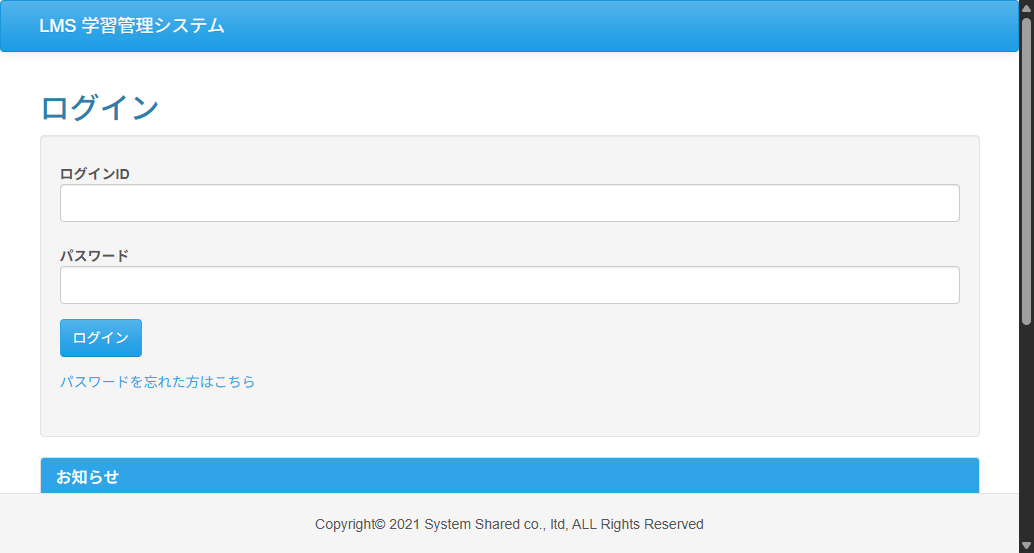 LMS 学習管理システム
ログイン
ログインID
パスワード
ログイン
パスワードを忘れた方はこちら
お知らせ
Copyright© 2021 System Shared co., ltd, ALL Rights Reserved